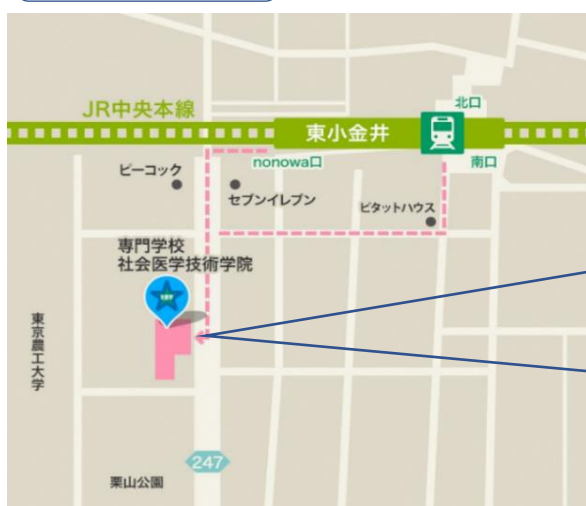 JR中央本線
北口
東小金井
nonowa口
南口
ピーコック
セブンイレブン
ピタットハウス
専門学校
社会医学技術学院
東京農工大学
247
栗山公園